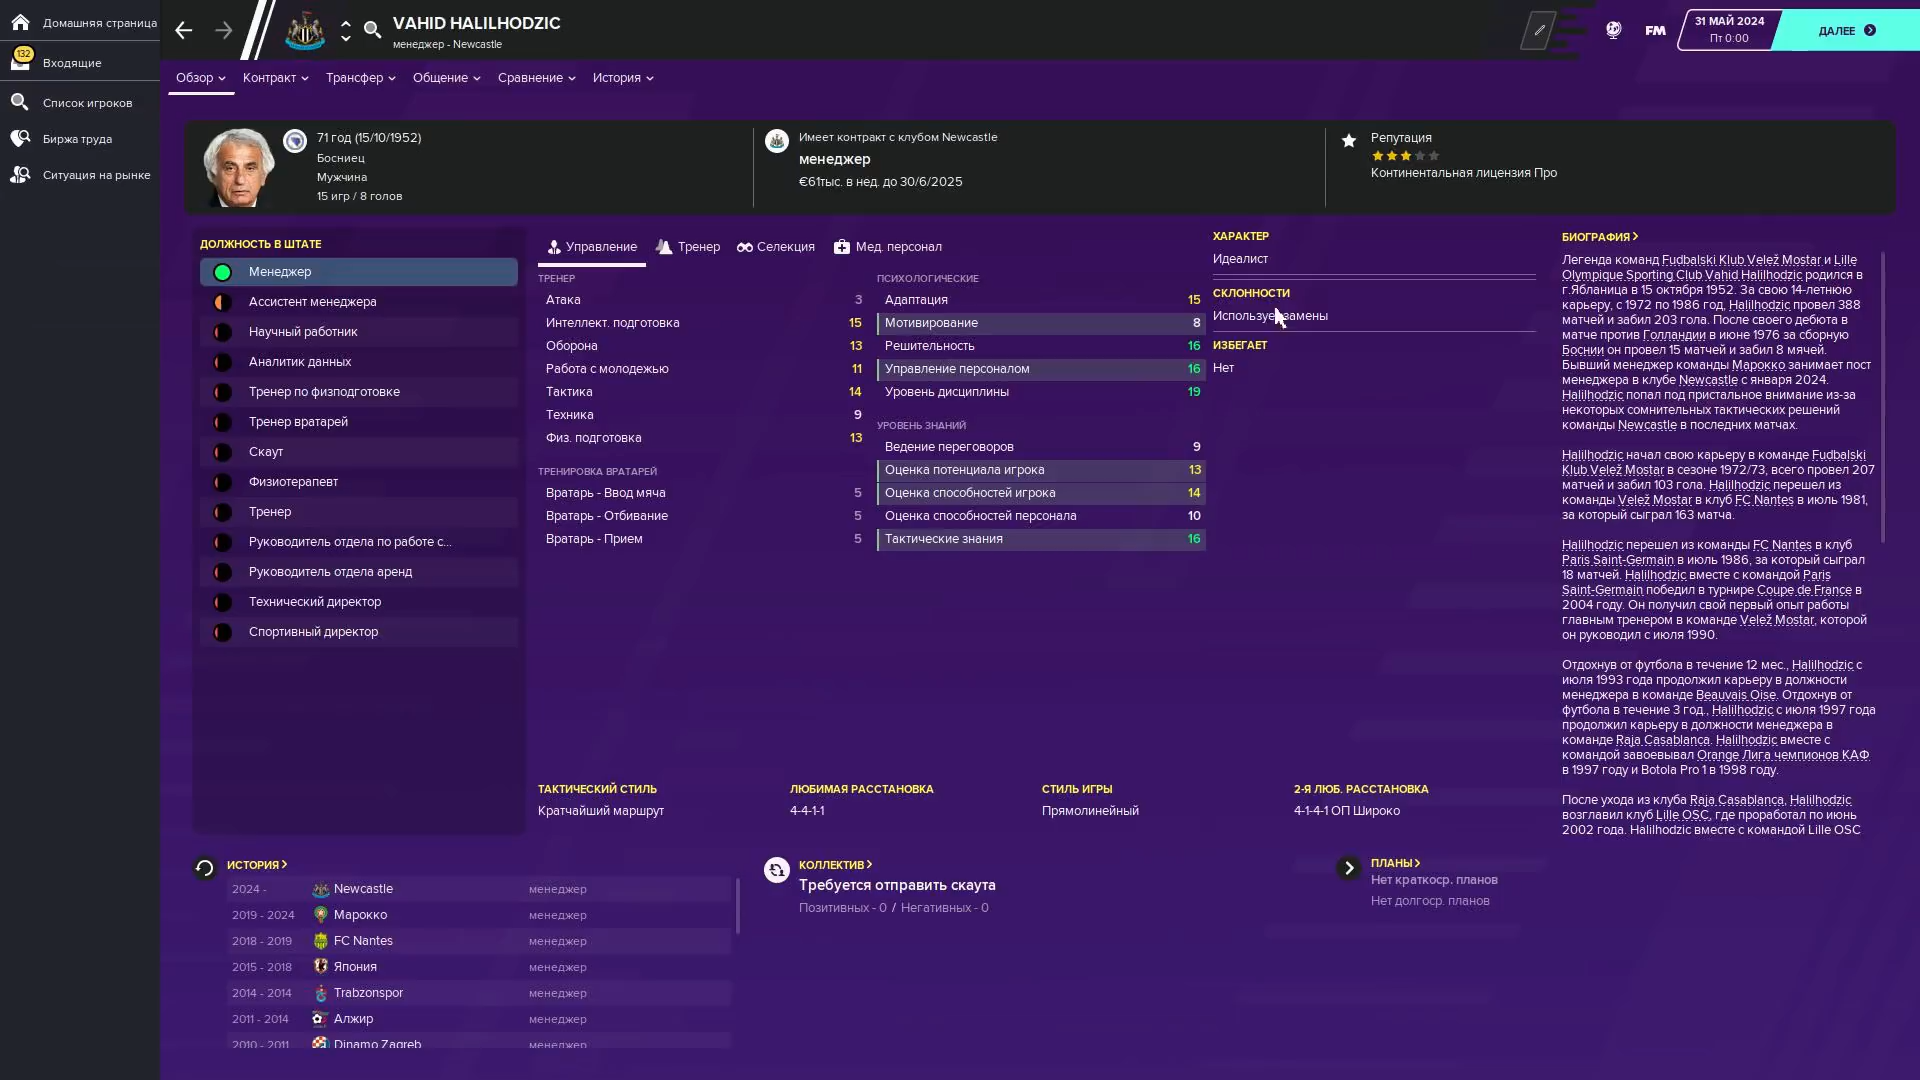 Домашняя страница
132
Входящие
Список игроков
Биржа труда
Ситуация на рынке
VAHID HALILHODZIC
менеджер - Newcastle
FM
31 МАЙ 2024
Пт 0:00
ДАЛЕЕ
Обзор
Контракт
Трансфер
Общение
Сравнение
История
71 год (15/10/1952)
Босниец
Мужчина
15 игр / 8 голов
Имеет контракт с клубом Newcastle
менеджер
€61тыс. в нед. до 30/6/2025
Репутация
Континентальная лицензия Про
ДОЛЖНОСТЬ В ШТАТЕ
Менеджер
Ассистент менеджера
Научный работник
Аналитик данных
Тренер по физподготовке
Тренер вратарей
Скаут
Физиотерапевт
Тренер
Руководитель отдела по работе с...
Руководитель отдела аренд
Технический директор
Спортивный директор
Управление
Тренер
Селекция
Мед. персонал
ТРЕНЕР
Атака 3
Интеллект. подготовка 15
Оборона 13
Работа с молодежью 11
Тактика 14
Техника 9
Физ. подготовка 13
ТРЕНИРОВКА ВРАТАРЕЙ
Вратарь - Ввод мяча 5
Вратарь - Отбивание 5
Вратарь - Прием 5
ПСИХОЛОГИЧЕСКИЕ
Адаптация 15
Мотивирование 8
Решительность 16
Управление персоналом 16
Уровень дисциплины 19
УРОВЕНЬ ЗНАНИЙ
Ведение переговоров 9
Оценка потенциала игрока 13
Оценка способностей игрока 14
Оценка способностей персонала 10
Тактические знания 16
ХАРАКТЕР
Идеалист
СКЛОННОСТИ
Использует замены
ИЗБЕГАЕТ
Нет
БИОГРАФИЯ
Легенда команд Fudbalski Klub Velež Mostar и Lille
Olympique Sporting Club Vahid Halilhodzic родился в
г.Ябланица в 15 октября 1952. За свою 14-летнюю
карьеру, с 1972 по 1986 год, Halilhodzic провел 388
матчей и забил 203 гола. После своего дебюта в
матче против Голландии в июне 1976 за сборную
Боснии он провел 15 матчей и забил 8 мячей.
Бывший менеджер команды Марокко занимает пост
менеджера в клубе Newcastle с января 2024.
Halilhodzic попал под пристальное внимание из-за
некоторых сомнительных тактических решений
команды Newcastle в последних матчах.
Halilhodzic начал свою карьеру в команде Fudbalski
Klub Velež Mostar в сезоне 1972/73, всего провел 207
матчей и забил 103 гола. Halilhodzic перешел из
команды Velež Mostar в клуб FC Nantes в июль 1981,
за который сыграл 163 матча.
Halilhodzic перешел из команды FC Nantes в клуб
Paris Saint-Germain в июль 1986, за который сыграл
18 матчей. Halilhodzic вместе с командой Paris
Saint-Germain победил в турнире Coupe de France в
2004 году. Он получил свой первый опыт работы
главным тренером в команде Velež Mostar, которой
он руководил с июля 1990.
Отдохнув от футбола в течение 12 мес., Halilhodzic с
июля 1993 года продолжил карьеру в должности
менеджера в команде Beauvais Oise. Отдохнув от
футбола в течение 3 год., Halilhodzic с июля 1997 года
продолжил карьеру в должности менеджера в
команде Raja Casablanca. Halilhodzic вместе с
командой завоевывал Orange Лига чемпионов КАФ
в 1997 году и Botola Pro 1 в 1998 году.
После ухода из клуба Raja Casablanca, Halilhodzic
возглавил клуб Lille OSC, где проработал по июнь
2002 года. Halilhodzic вместе с командой Lille OSC
ТАКТИЧЕСКИЙ СТИЛЬ
Кратчайший маршрут
ЛЮБИМАЯ РАССТАНОВКА
4-4-1-1
СТИЛЬ ИГРЫ
Прямолинейный
2-Я ЛЮБ. РАССТАНОВКА
4-1-4-1 ОП Широко
ИСТОРИЯ
2024 - Newcastle менеджер
2019 - 2024 Марокко менеджер
2018 - 2019 FC Nantes менеджер
2015 - 2018 Япония менеджер
2014 - 2014 Trabzonspor менеджер
2011 - 2014 Алжир менеджер
2010 - 2011 Dinamo Zagreb менеджер
КОЛЛЕКТИВ
Требуется отправить скаута
Позитивных - 0 / Негативных - 0
ПЛАНЫ
Нет краткоср. планов
Нет долгоср. планов